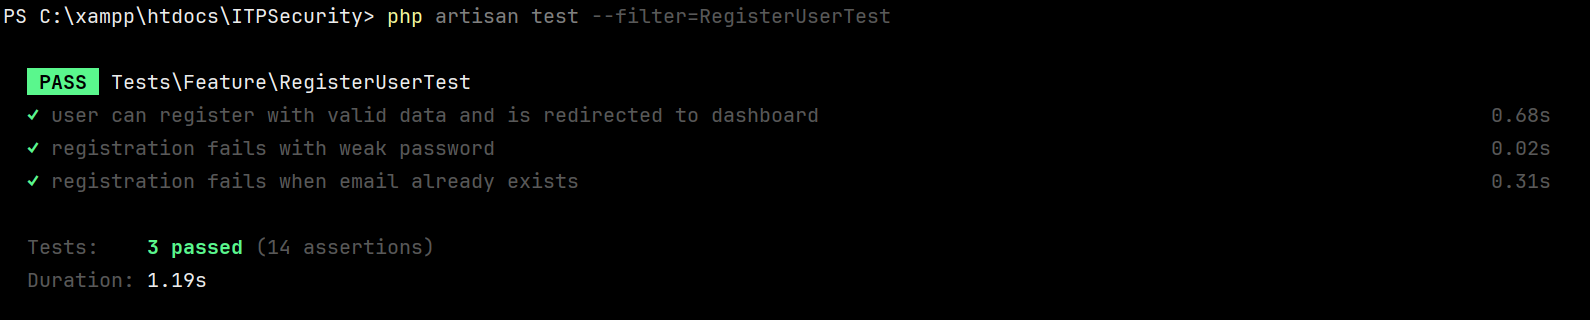 PS C:\xampp\htdocs\ITPSecurity> php artisan test --filter=RegisterUserTest
PASS Tests\Feature\RegisterUserTest
✓ user can register with valid data and is redirected to dashboard 0.68s
✓ registration fails with weak password 0.02s
✓ registration fails when email already exists 0.31s
Tests: 3 passed (14 assertions)
Duration: 1.19s